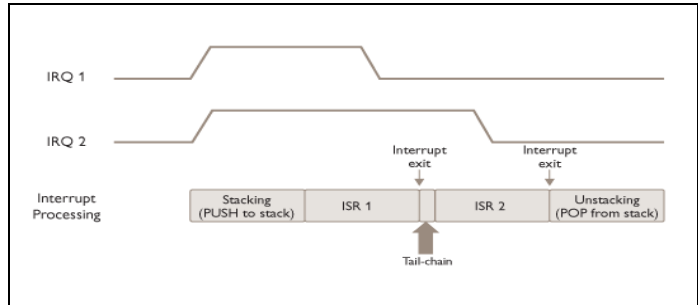 IRQ 1
IRQ 2
Interrupt
exit
Interrupt
exit
Interrupt
Processing
Stacking
(PUSH to stack)
ISR 1
ISR 2
Unstacking
(POP from stack)
Tail-chain